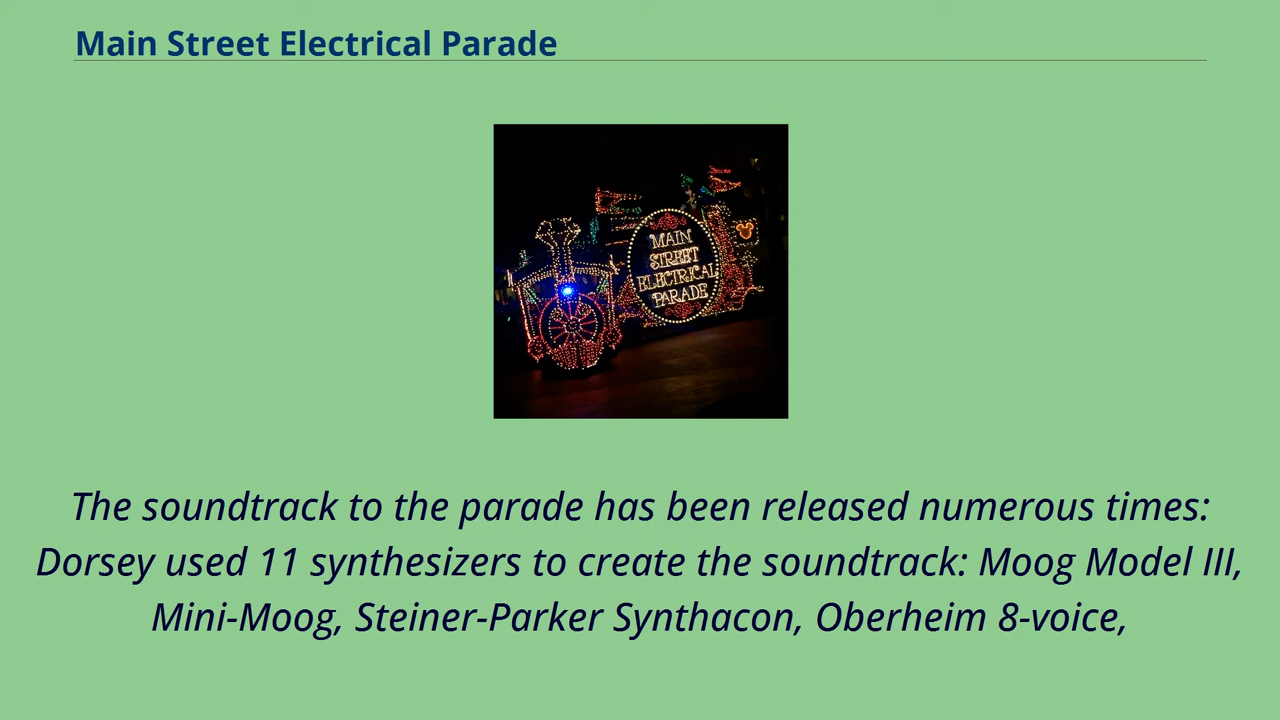 Main Street Electrical Parade
MAIN
STREET
ELECTRICAL
PARADE
The soundtrack to the parade has been released numerous times:
Dorsey used 11 synthesizers to create the soundtrack: Moog Model III,
Mini-Moog, Steiner-Parker Synthacon, Oberheim 8-voice,